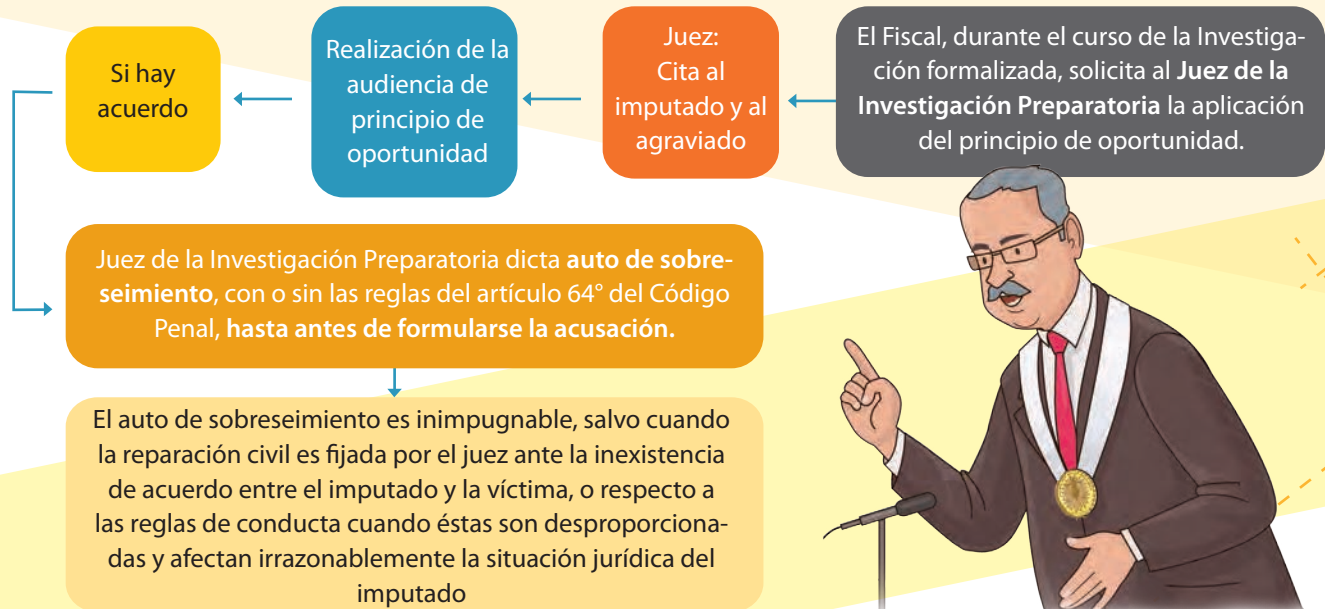 El Fiscal, durante el curso de la Investiga-
ción formalizada, solicita al Juez de la
Investigación Preparatoria la aplicación
del principio de oportunidad.
Juez:
Cita al
imputado y al
agraviado
Realización de la
audiencia de
principio de
oportunidad
Si hay
acuerdo
Juez de la Investigación Preparatoria dicta auto de sobre-
seimiento, con o sin las reglas del artículo 64° del Código
Penal, hasta antes de formularse la acusación.
El auto de sobreseimiento es inimpugnable, salvo cuando
la reparación civil es fijada por el juez ante la inexistencia
de acuerdo entre el imputado y la víctima, o respecto a
las reglas de conducta cuando éstas son desproporciona-
das y afectan irrazonablemente la situación jurídica del
imputado